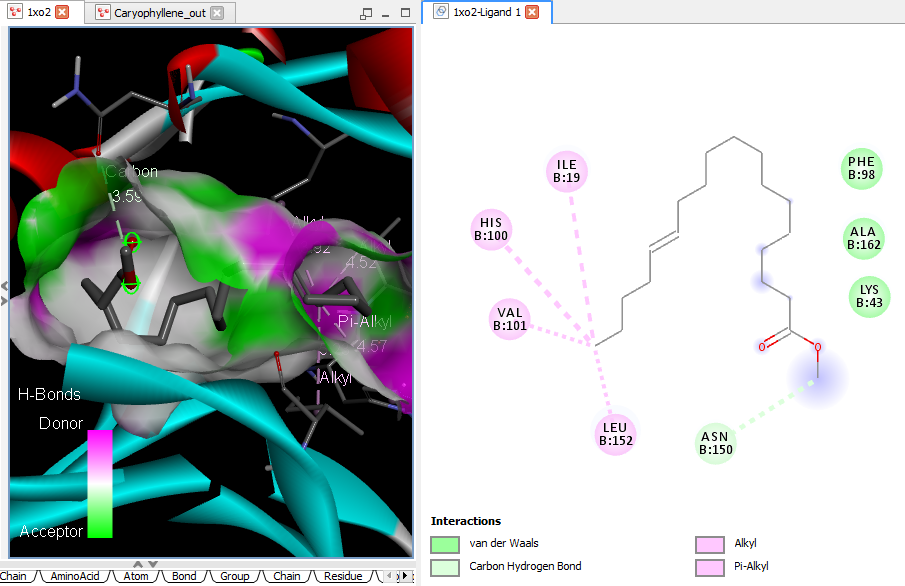 1xo2
Caryophyllene_out
1xo2-Ligand 1
Carbon
3.59
4.52
Pi-Alkyl
4.57
Alkyl
H-Bonds
Donor
Acceptor
Chain
AminoAcid
Atom
Bond
Group
Chain
Residue
ILE
B:19
HIS
B:100
VAL
B:101
LEU
B:152
ASN
B:150
PHE
B:98
ALA
B:162
LYS
B:43
O
O
Interactions
van der Waals
Carbon Hydrogen Bond
Alkyl
Pi-Alkyl